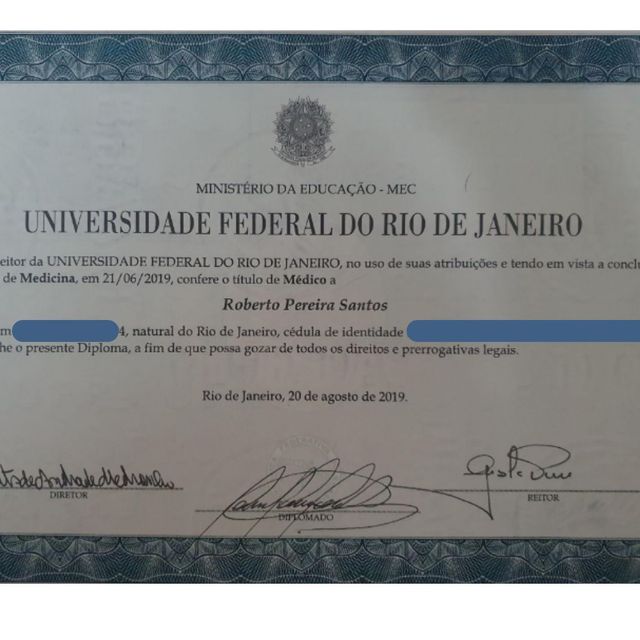 MINISTÉRIO DA EDUCAÇÃO - MEC
UNIVERSIDADE FEDERAL DO RIO DE JANEIRO
eitor da UNIVERSIDADE FEDERAL DO RIO DE JANEIRO, no uso de suas atribuições e tendo em vista a conclu
de Medicina, em 21/06/2019, confere o título de Médico a
Roberto Pereira Santos
m 4, natural do Rio de Janeiro, cédula de identidade
he o presente Diploma, a fim de que possa gozar de todos os direitos e prerrogativas legais.
Rio de Janeiro, 20 de agosto de 2019.
DIRETOR
DIPLOMADO
REITOR